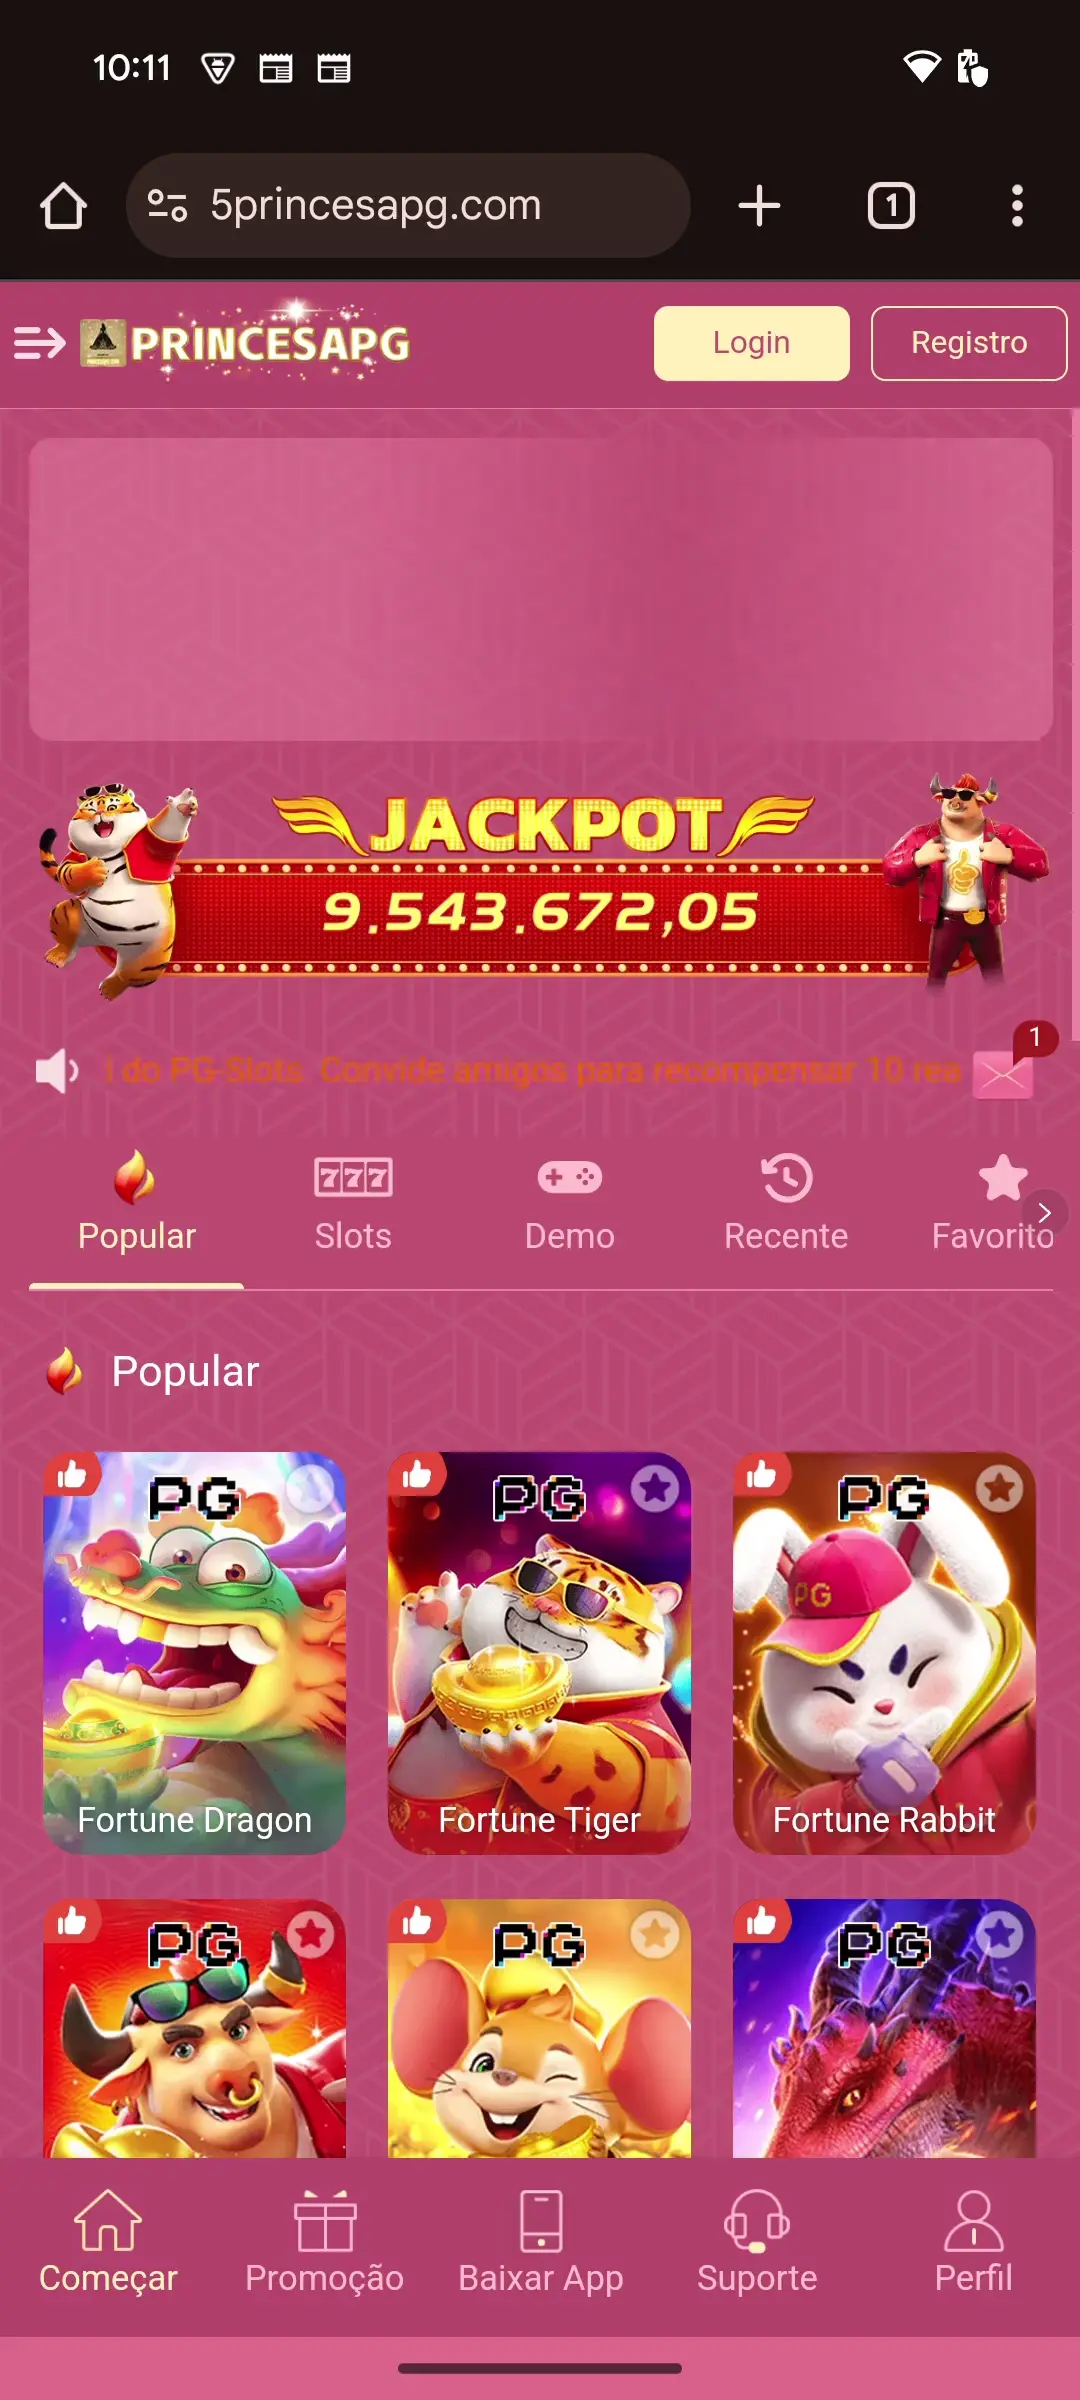 10:11
5princesapg.com
1
PRINCESAPG
Login
Registro
JACKPOT
9.543.672,05
do PG-Slots. Convide amigos para recompensar 10 rea
1
777
Popular
Slots
Demo
Recente
Favorito
Popular
PG
PG
PG
PG
Fortune Dragon
Fortune Tiger
Fortune Rabbit
PG
PG
PG
Começar
Promoção
Baixar App
Suporte
Perfil